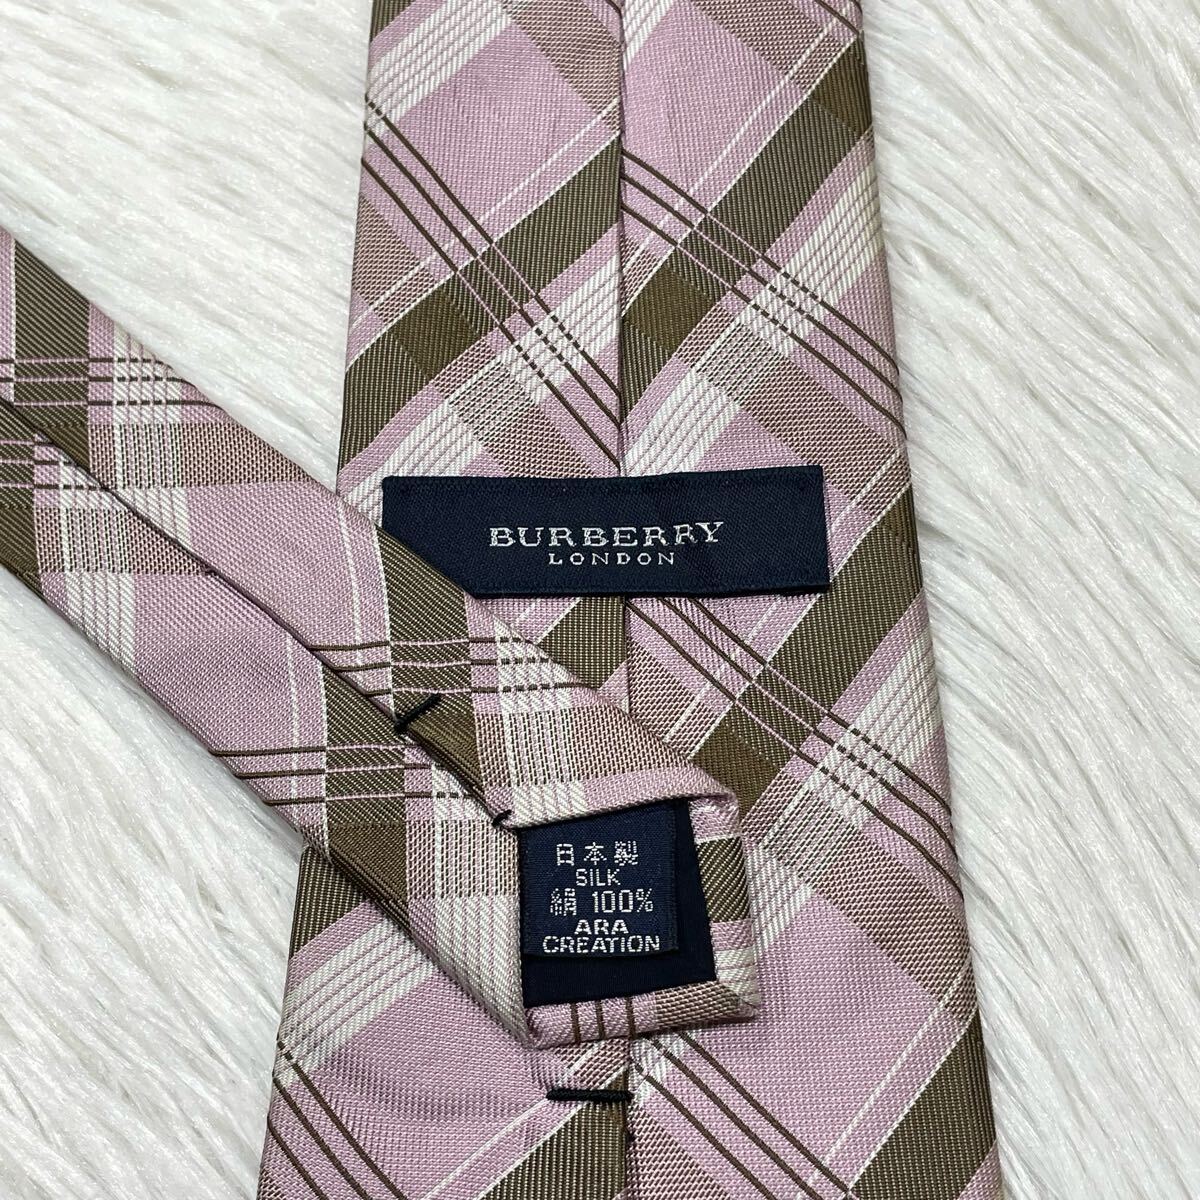 BURBERRY
LONDON
日本製
SILK
絹 100%
ARA
CREATION